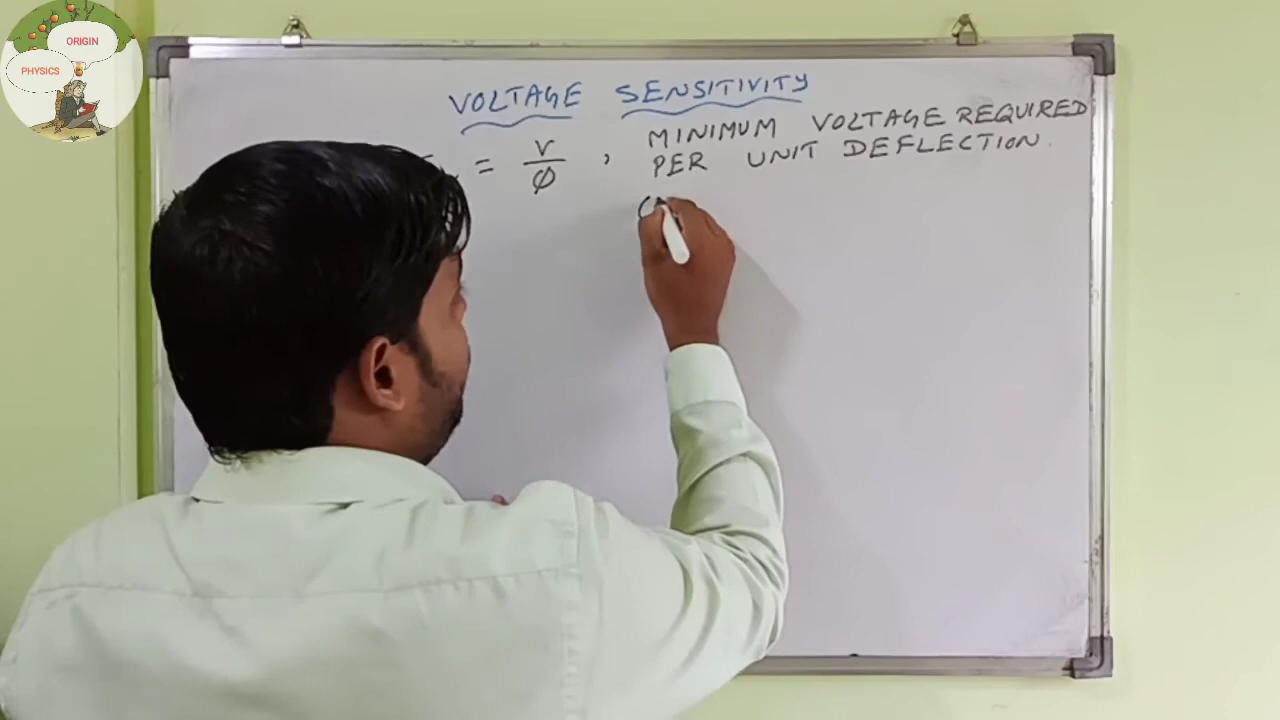 ORIGIN
PHYSICS
VOLTAGE SENSITIVITY
= V/φ , MINIMUM VOLTAGE REQUIRED
PER UNIT DEFLECTION.